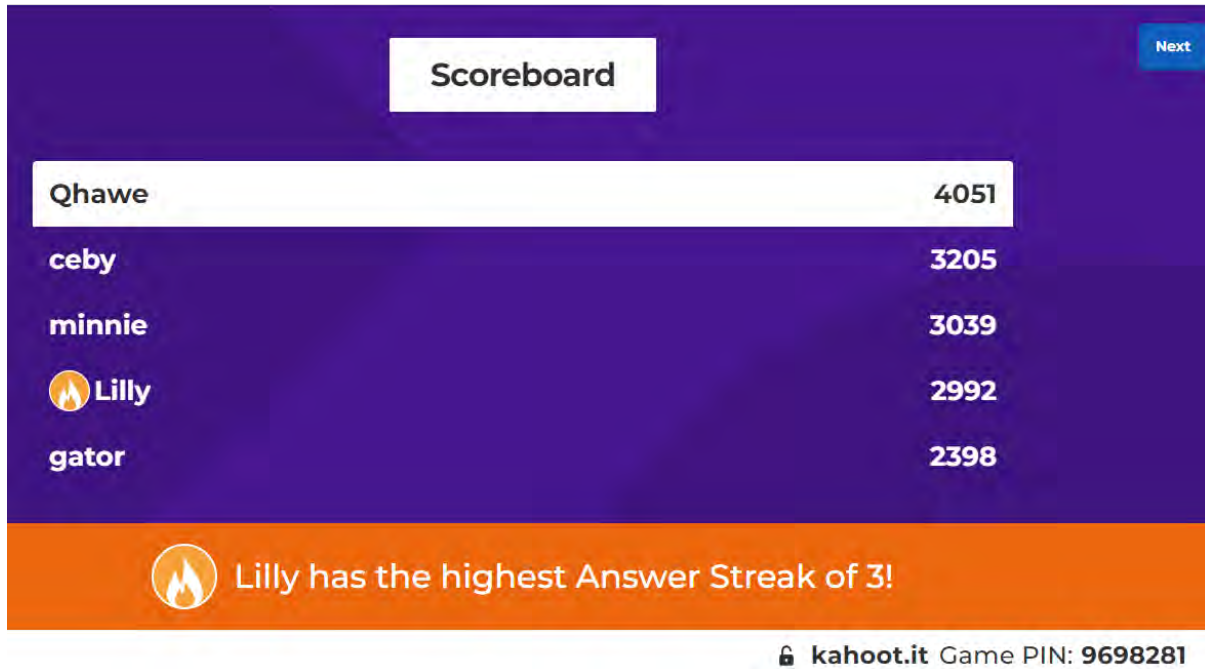 Next
Scoreboard
Qhawe 4051
ceby 3205
minnie 3039
Lilly 2992
gator 2398
Lilly has the highest Answer Streak of 3!
kahoot.it Game PIN: 9698281